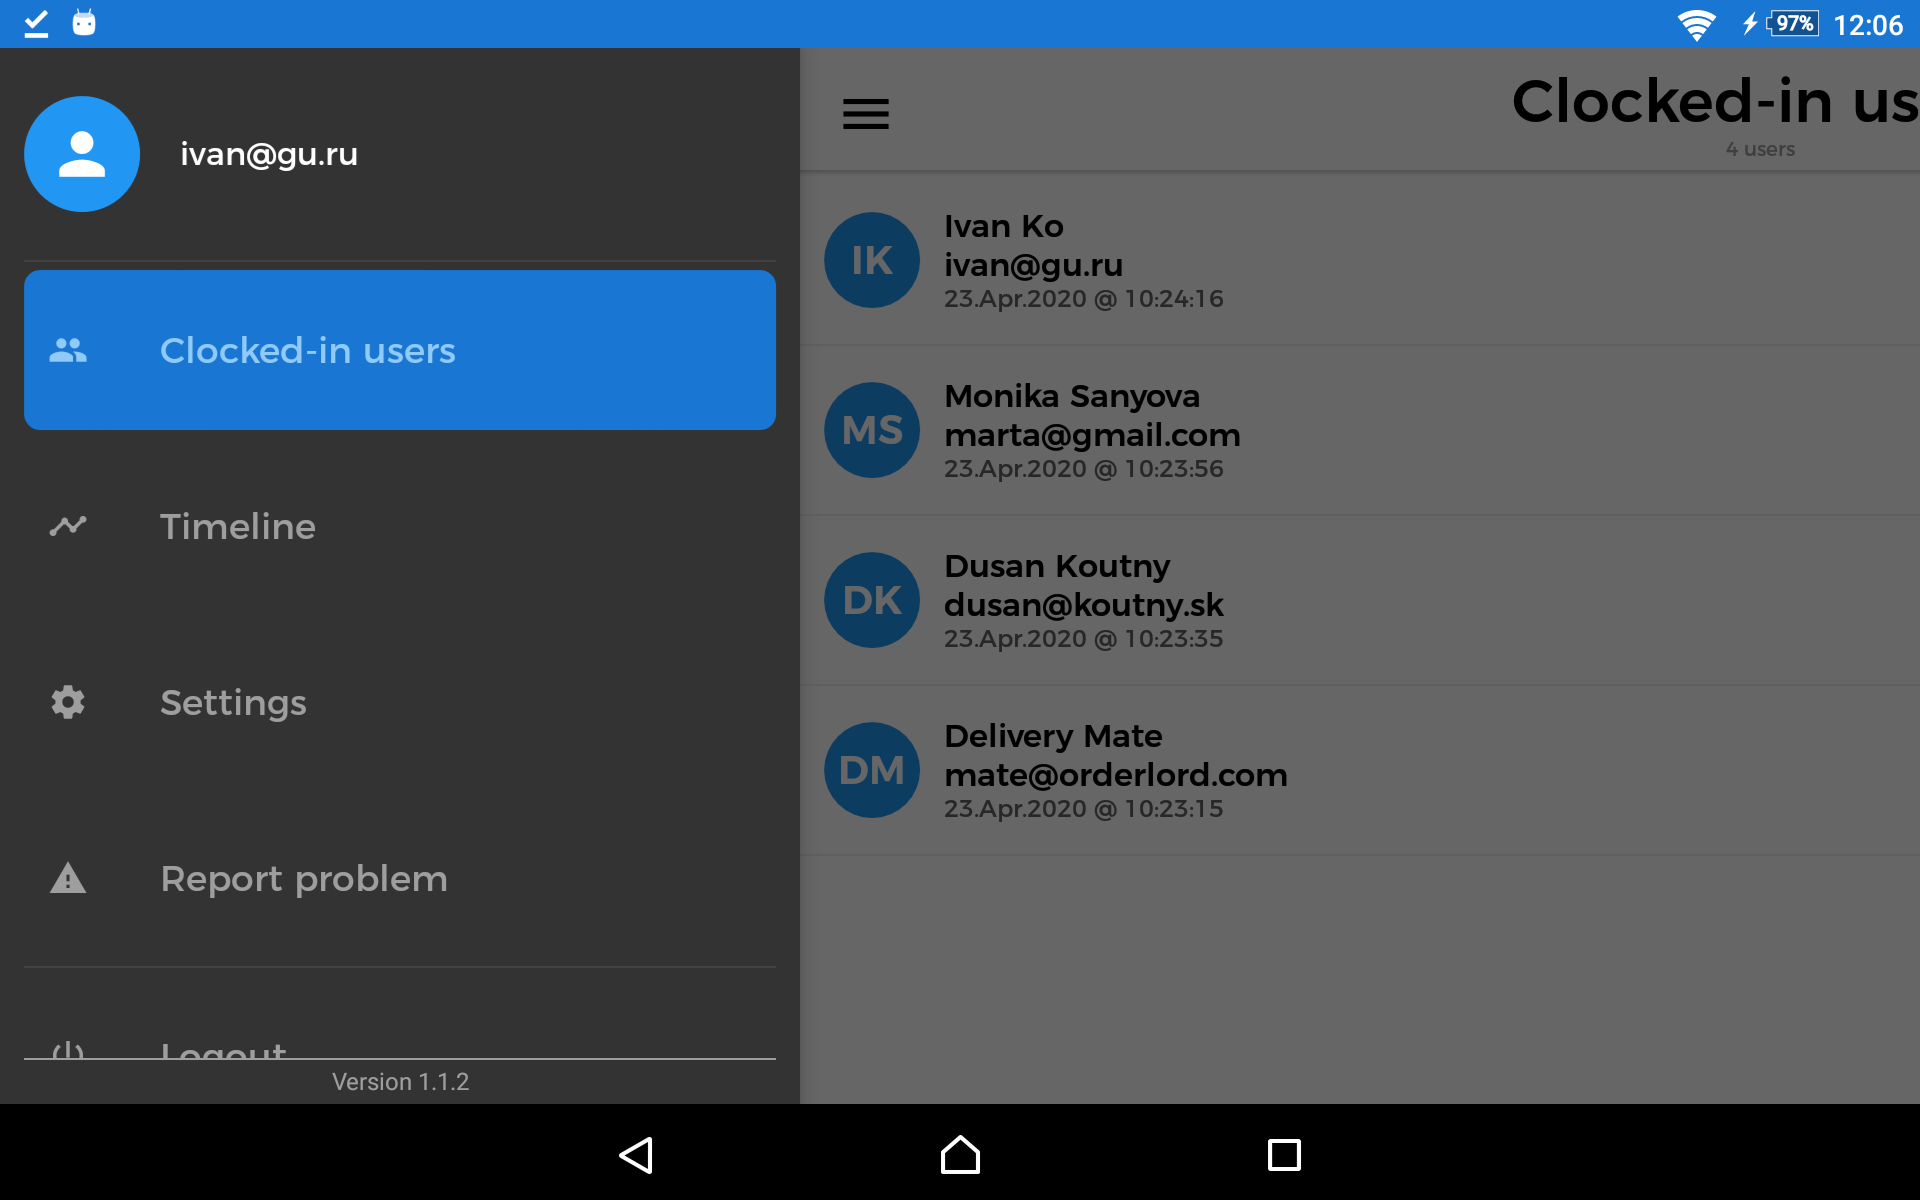 97% 12:06
ivan@gu.ru
Clocked-in users
Timeline
Settings
Report problem
Logout
Version 1.1.2
Clocked-in us
4 users
IK
Ivan Ko
ivan@gu.ru
23.Apr.2020 @ 10:24:16
MS
Monika Sanyova
marta@gmail.com
23.Apr.2020 @ 10:23:56
DK
Dusan Koutny
dusan@koutny.sk
23.Apr.2020 @ 10:23:35
DM
Delivery Mate
mate@orderlord.com
23.Apr.2020 @ 10:23:15